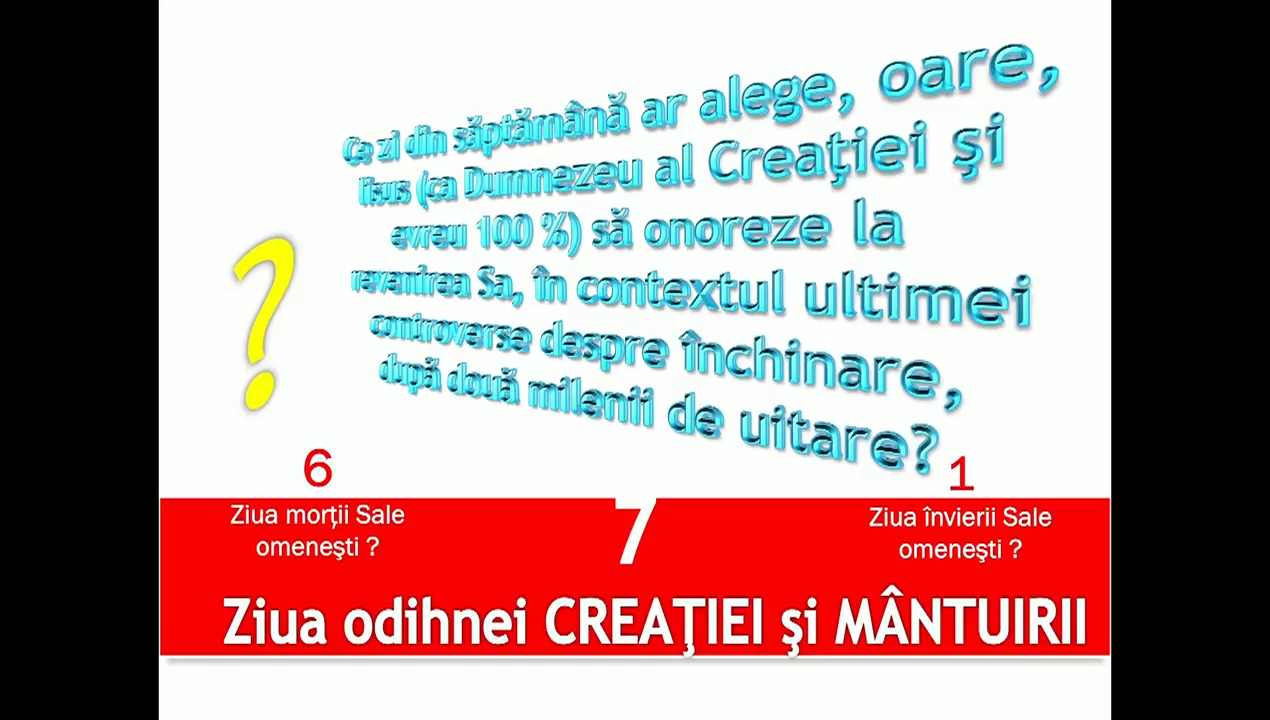 Ce zi din săptămână ar alege, oare,
Iisus (ca Dumnezeu al Creaţiei şi
evreu 100 %) să onoreze la
revenirea Sa, în contextul ultimei
controverse despre închinare,
după două milenii de uitare?
?
6
1
7
Ziua morţii Sale
omeneşti ?
Ziua învierii Sale
omeneşti ?
Ziua odihnei CREAŢIEI şi MÂNTUIRII